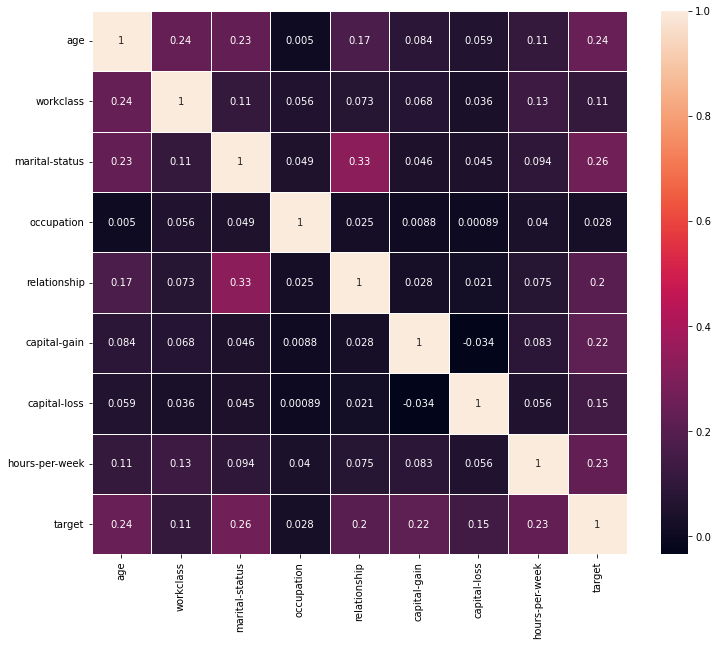 age 1 0.24 0.23 0.005 0.17 0.084 0.059 0.11 0.24
workclass 0.24 1 0.11 0.056 0.073 0.068 0.036 0.13 0.11
marital-status 0.23 0.11 1 0.049 0.33 0.046 0.045 0.094 0.26
occupation 0.005 0.056 0.049 1 0.025 0.0088 0.00089 0.04 0.028
relationship 0.17 0.073 0.33 0.025 1 0.028 0.021 0.075 0.2
capital-gain 0.084 0.068 0.046 0.0088 0.028 1 -0.034 0.083 0.22
capital-loss 0.059 0.036 0.045 0.00089 0.021 -0.034 1 0.056 0.15
hours-per-week 0.11 0.13 0.094 0.04 0.075 0.083 0.056 1 0.23
target 0.24 0.11 0.26 0.028 0.2 0.22 0.15 0.23 1
age workclass marital-status occupation relationship capital-gain capital-loss hours-per-week target
1.0
0.8
0.6
0.4
0.2
0.0